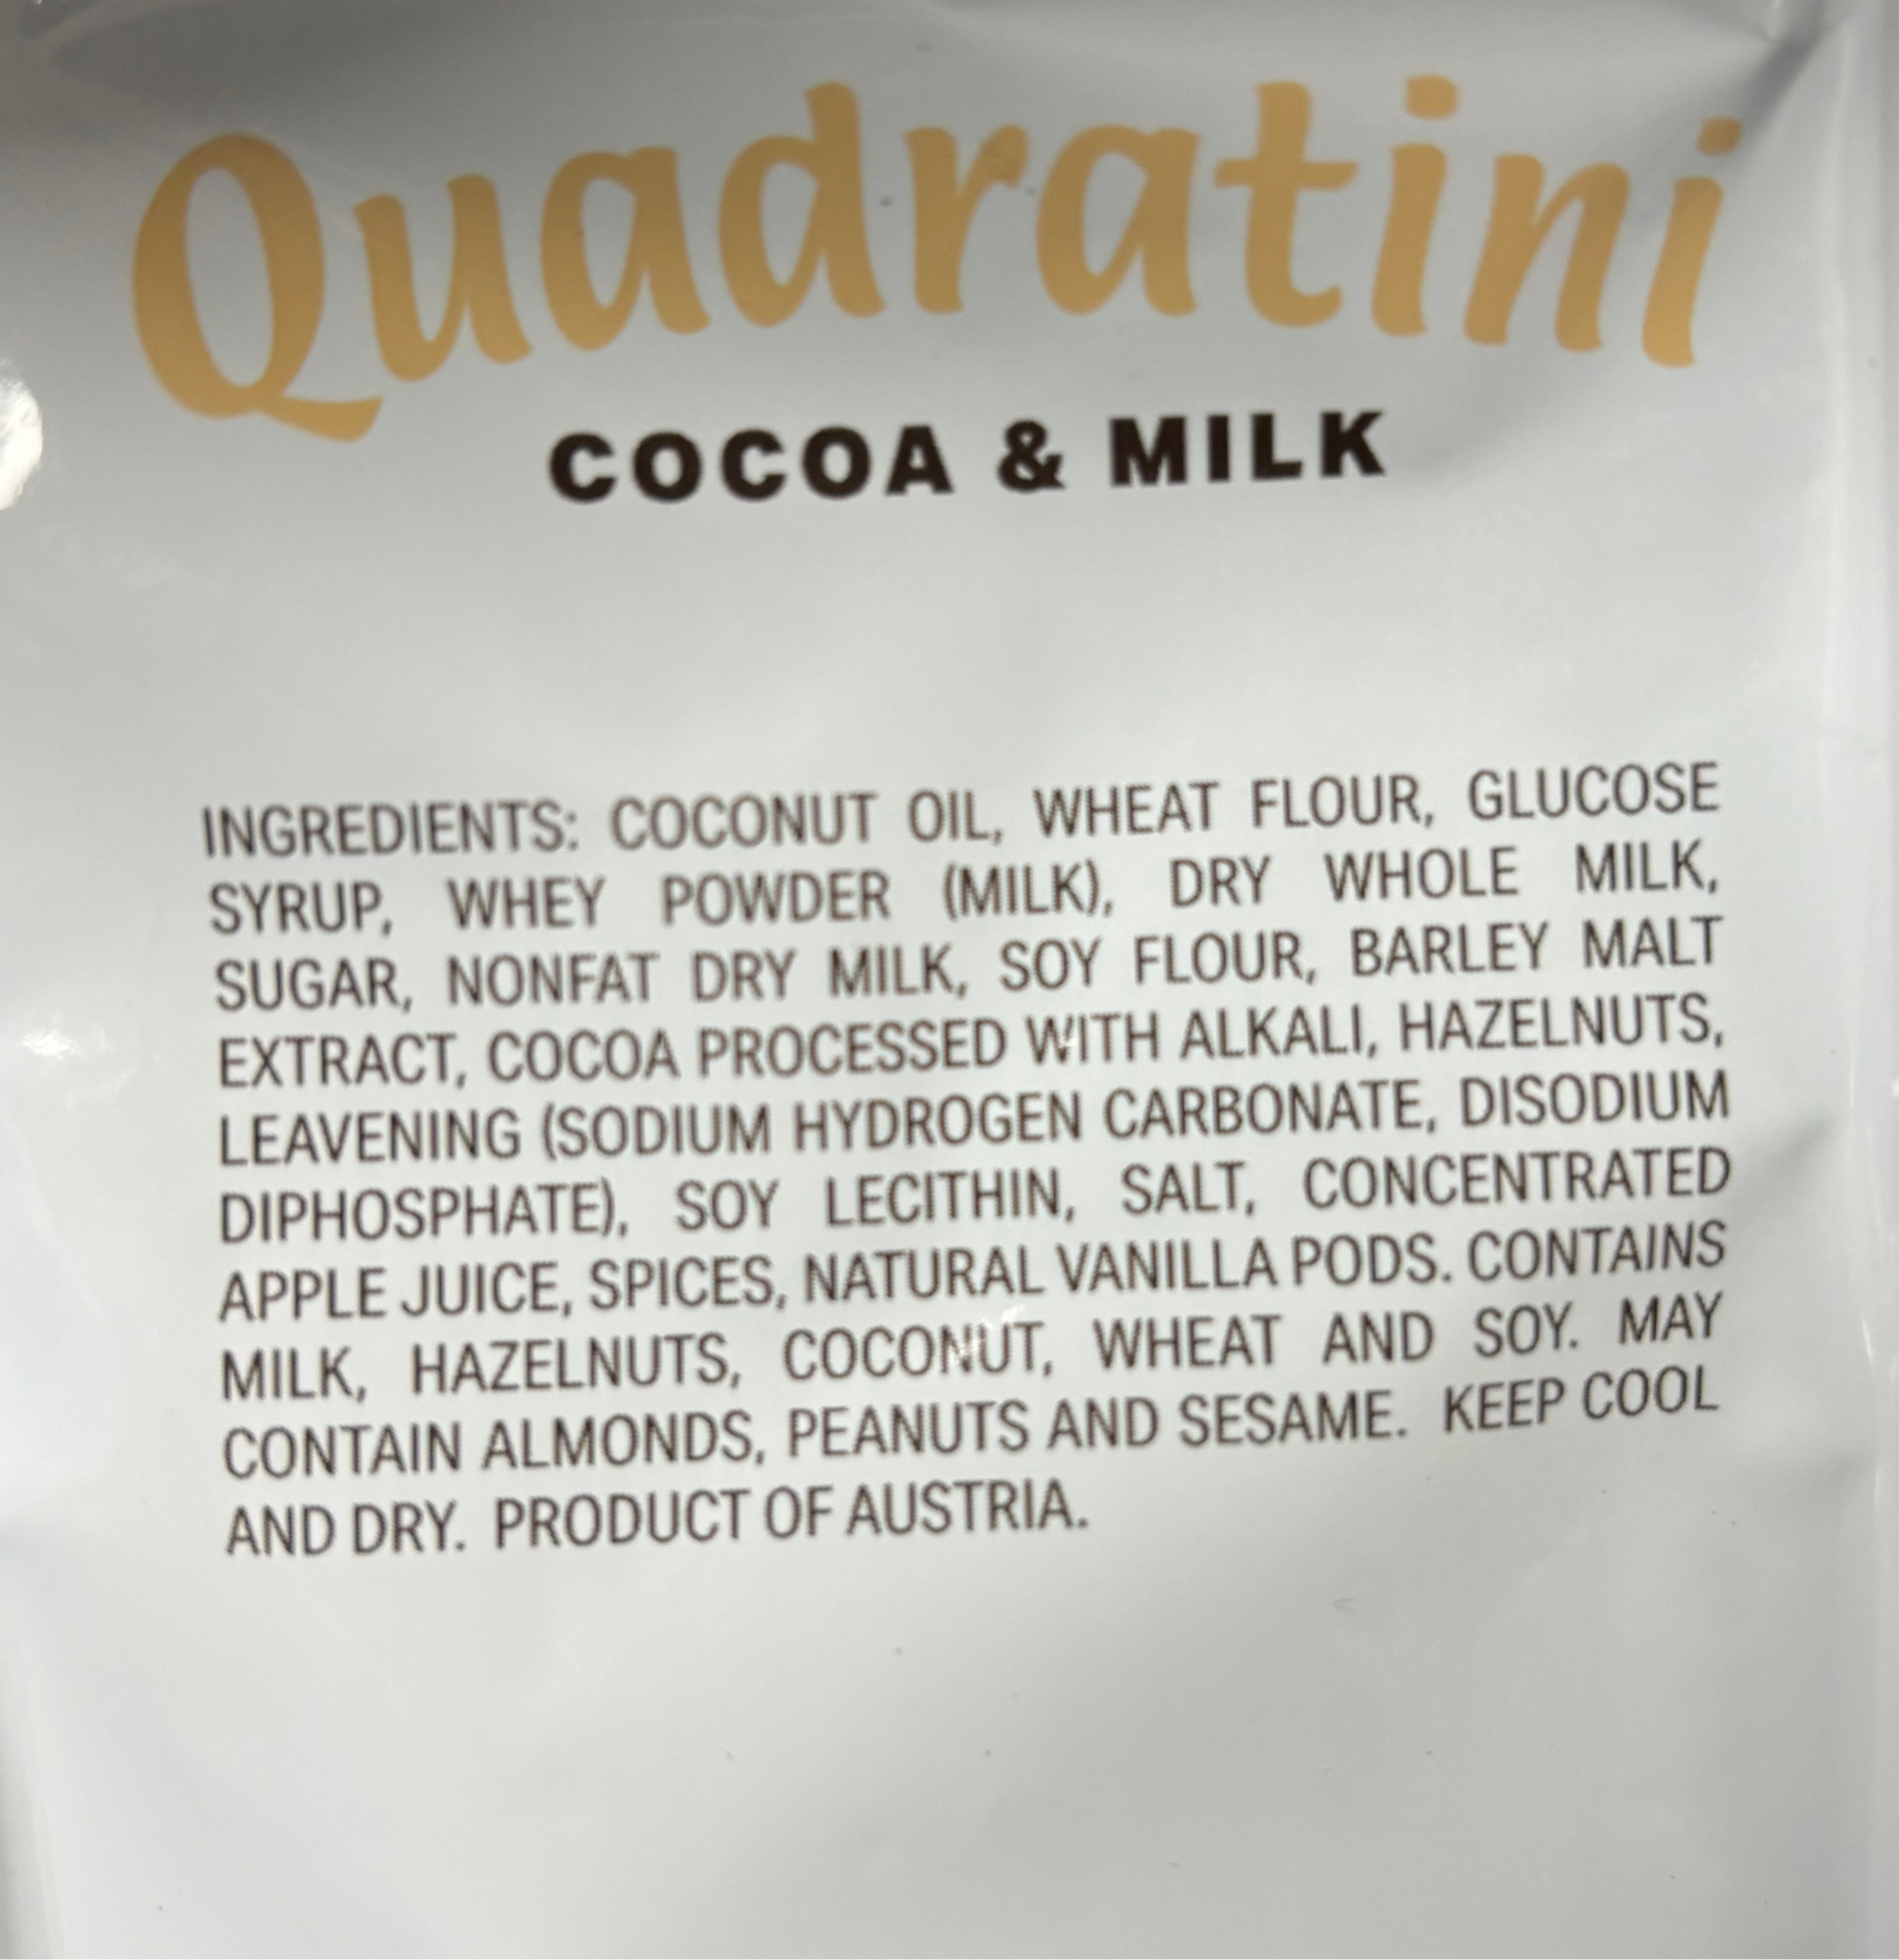 Quadratini
COCOA & MILK
INGREDIENTS: COCONUT OIL, WHEAT FLOUR, GLUCOSE
SYRUP, WHEY POWDER (MILK), DRY WHOLE MILK,
SUGAR, NONFAT DRY MILK, SOY FLOUR, BARLEY MALT
EXTRACT, COCOA PROCESSED WITH ALKALI, HAZELNUTS,
LEAVENING (SODIUM HYDROGEN CARBONATE, DISODIUM
DIPHOSPHATE), SOY LECITHIN, SALT, CONCENTRATED
APPLE JUICE, SPICES, NATURAL VANILLA PODS. CONTAINS
MILK, HAZELNUTS, COCONUT, WHEAT AND SOY. MAY
CONTAIN ALMONDS, PEANUTS AND SESAME. KEEP COOL
AND DRY. PRODUCT OF AUSTRIA.